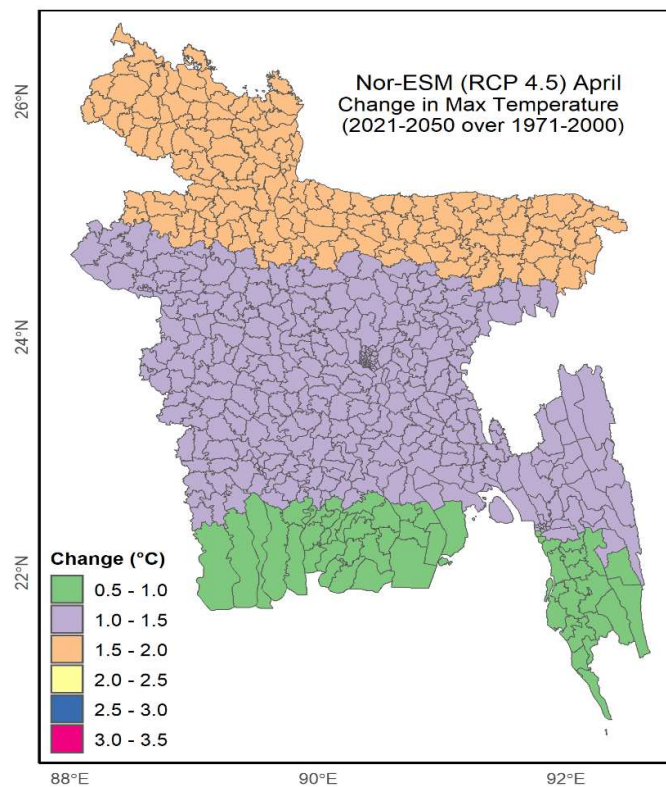 Nor-ESM (RCP 4.5) April
Change in Max Temperature
(2021-2050 over 1971-2000)
26°N
24°N
22°N
Change (°C)
0.5 - 1.0
1.0 - 1.5
1.5 - 2.0
2.0 - 2.5
2.5 - 3.0
3.0 - 3.5
88°E
90°E
92°E